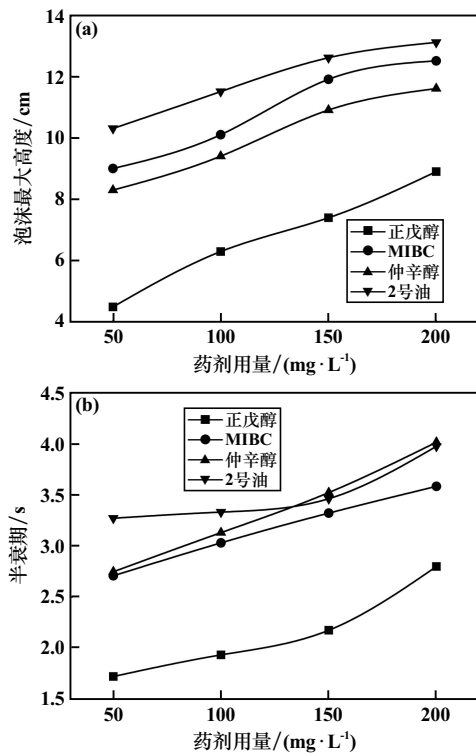 (a)
14
12
10
8
6
4
泡沫最大高度/cm
正戊醇
MIBC
仲辛醇
2号油
50 100 150 200
药剂用量/(mg·L⁻¹)
(b)
4.5
4.0
3.5
3.0
2.5
2.0
1.5
半衰期/s
正戊醇
MIBC
仲辛醇
2号油
50 100 150 200
药剂用量/(mg·L⁻¹)